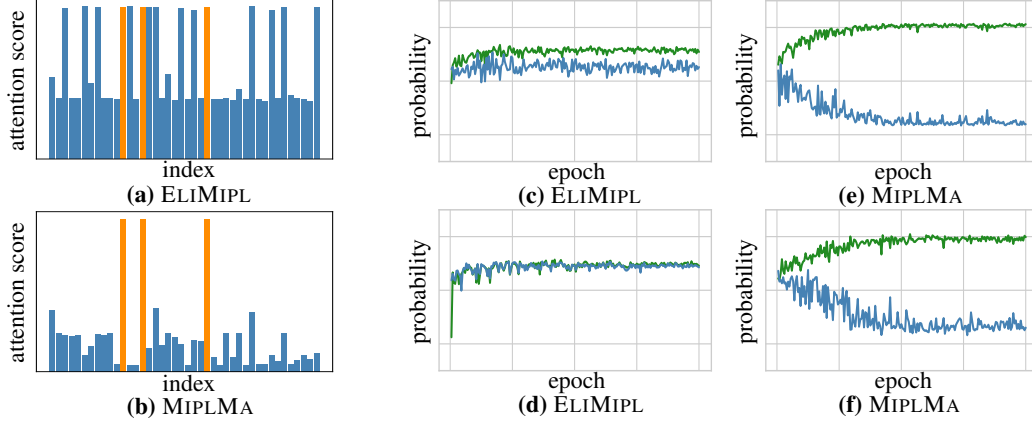 attention score
index
(a) ELIMIPL
attention score
index
(b) MIPLMA
probability
epoch
(c) ELIMIPL
probability
epoch
(d) ELIMIPL
probability
epoch
(e) MIPLMA
probability
epoch
(f) MIPLMA